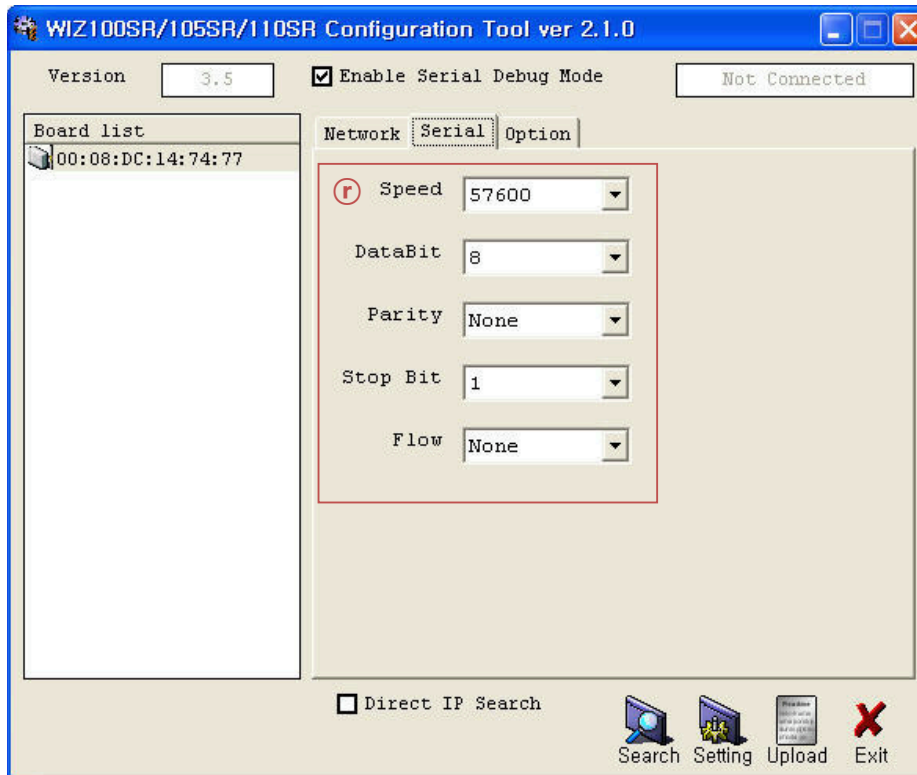 WIZ100SR/105SR/110SR Configuration Tool ver 2.1.0
Version 3.5 Enable Serial Debug Mode Not Connected
Board list
00:08:DC:14:74:77
Network Serial Option
ⓡ Speed 57600
DataBit 8
Parity None
Stop Bit 1
Flow None
Direct IP Search
Search Setting Upload Exit